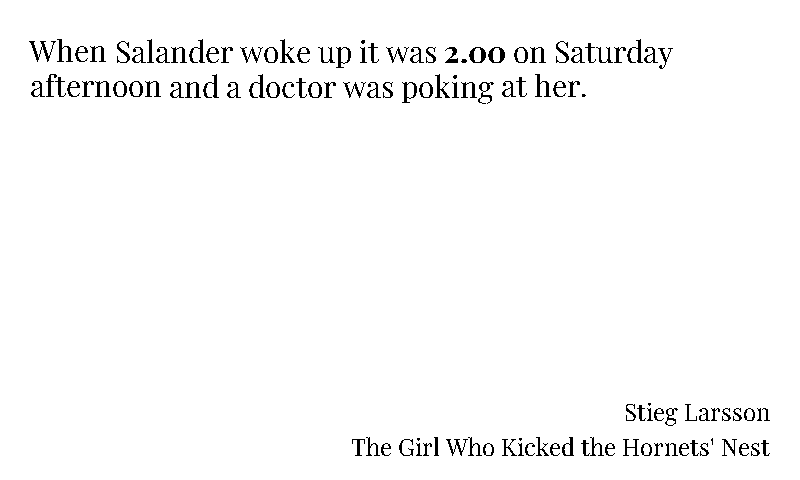 When Salander woke up it was 2.00 on Saturday
afternoon and a doctor was poking at her.
Stieg Larsson
The Girl Who Kicked the Hornets' Nest